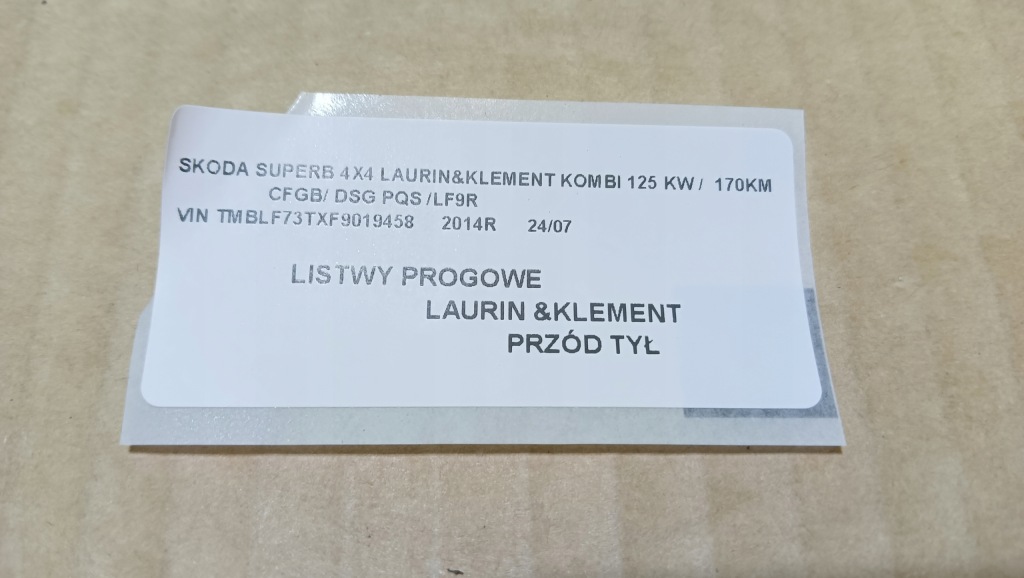 SKODA SUPERB 4X4 LAURIN&KLEMENT KOMBI 125 KW / 170KM
CFGB/ DSG PQS /LF9R
VIN TMBLF73TXF9019458 2014R 24/07
LISTWY PROGOWE
LAURIN &KLEMENT
PRZÓD TYŁ